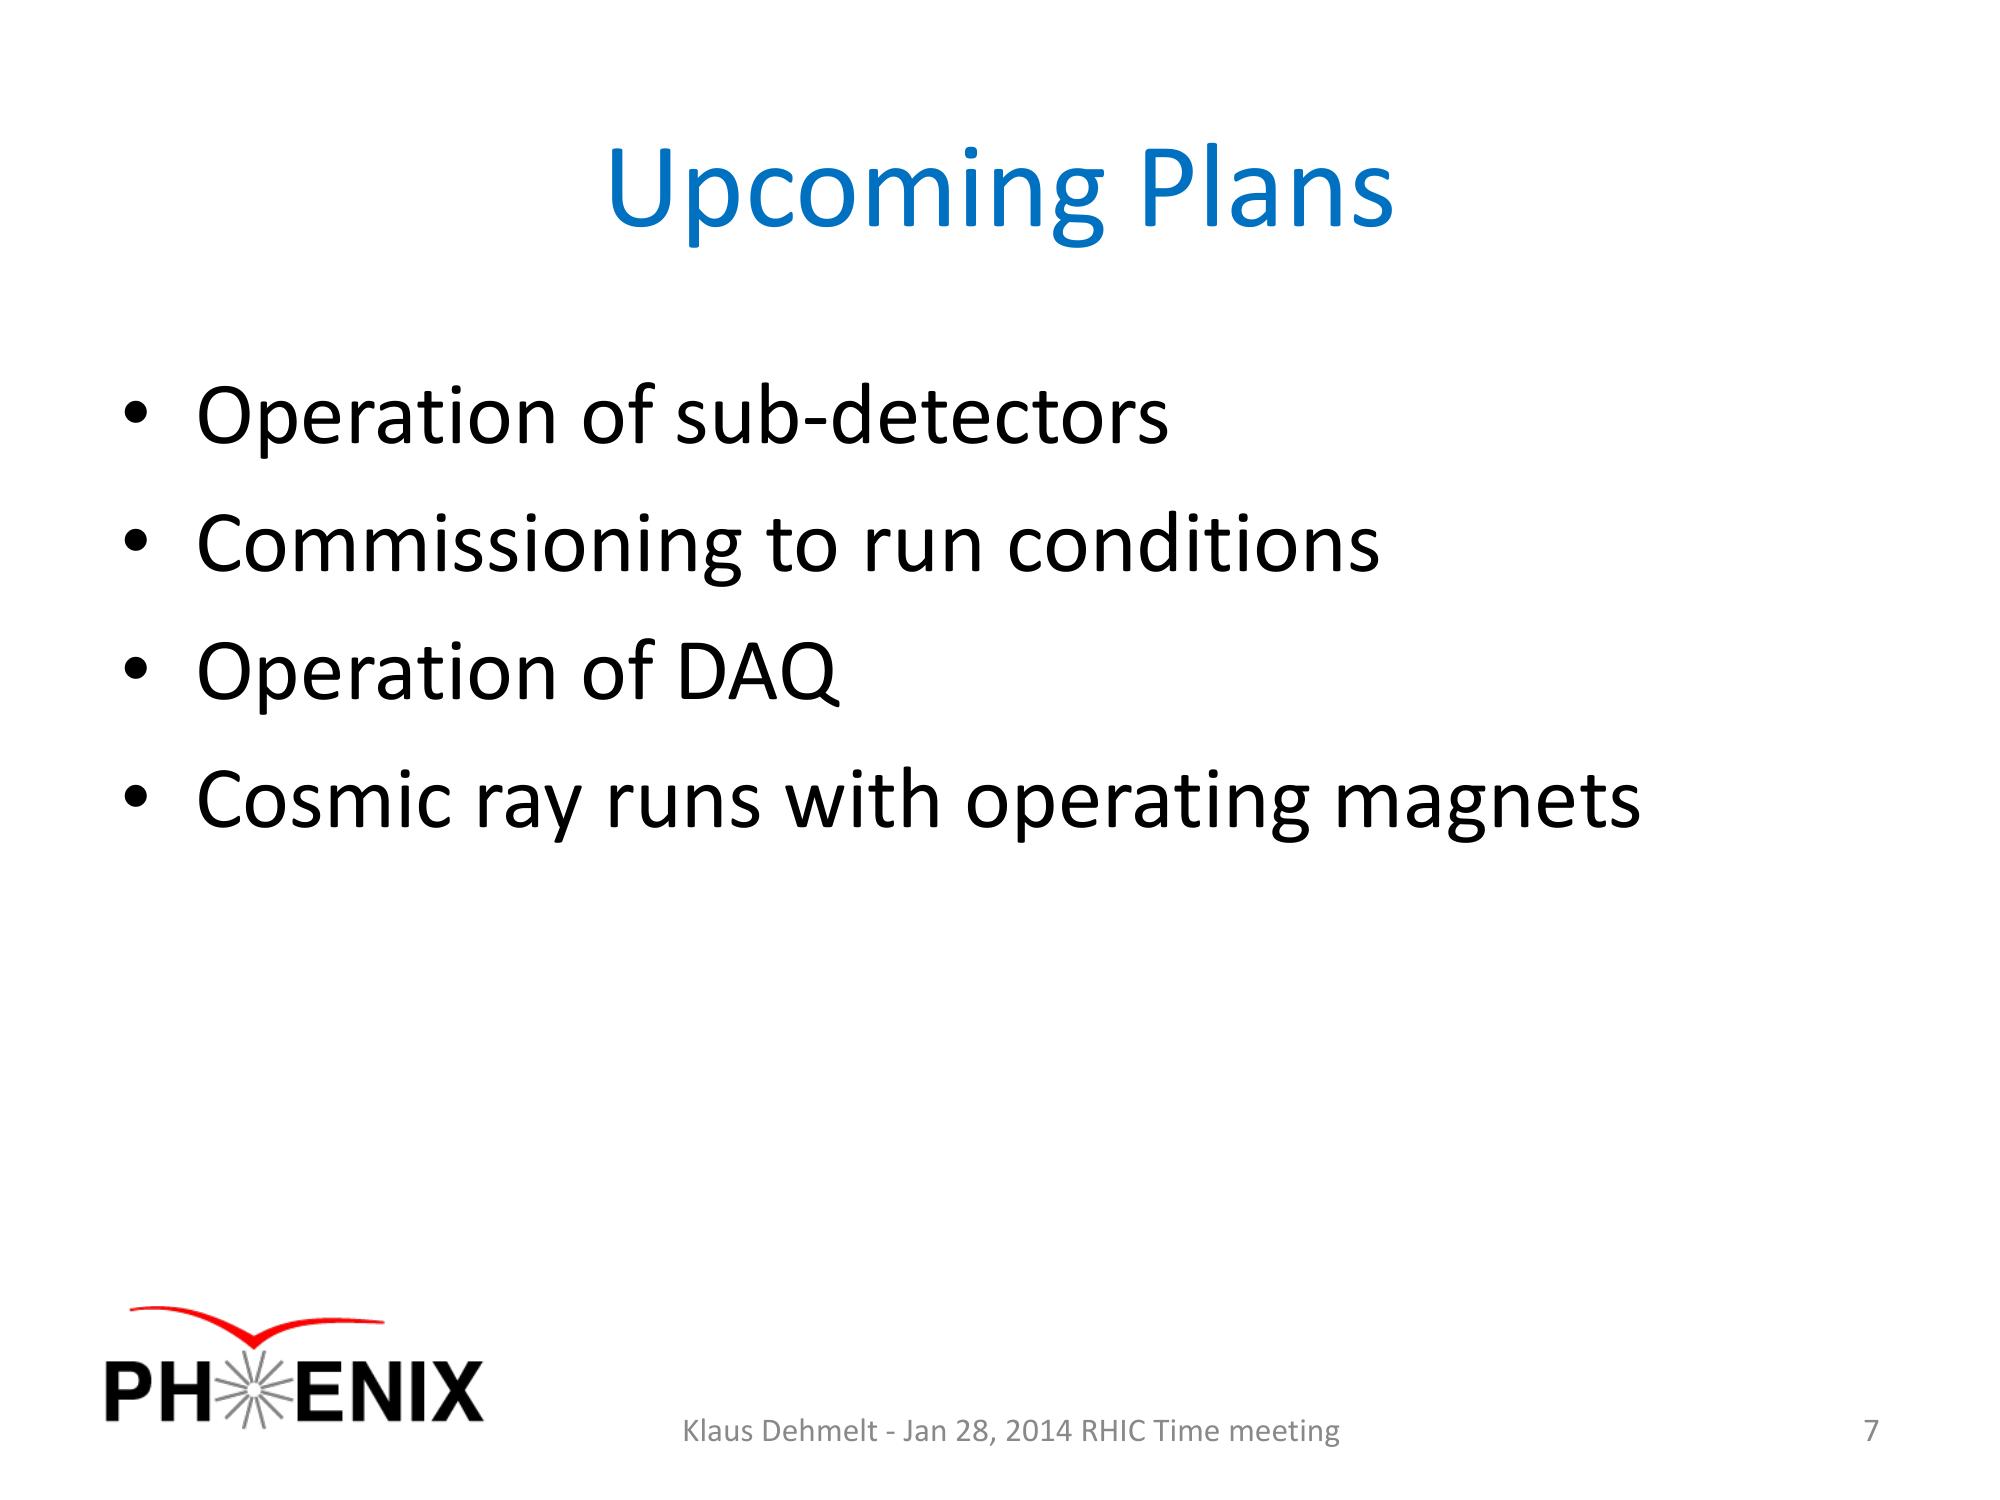 Upcoming Plans
• Operation of sub-detectors
• Commissioning to run conditions
• Operation of DAQ
• Cosmic ray runs with operating magnets
PHENIX
Klaus Dehmelt - Jan 28, 2014 RHIC Time meeting
7